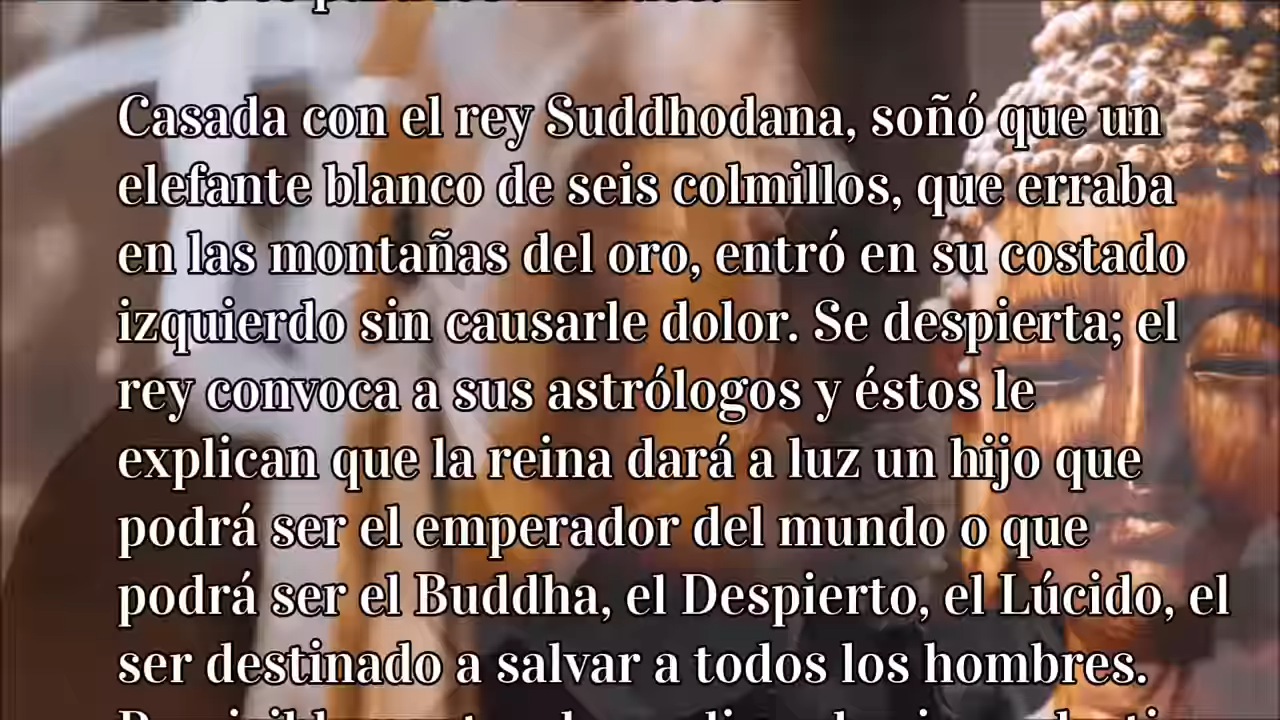 Casada con el rey Suddhodana, soñó que un
elefante blanco de seis colmillos, que erraba
en las montañas del oro, entró en su costado
izquierdo sin causarle dolor. Se despierta; el
rey convoca a sus astrólogos y éstos le
explican que la reina dará a luz un hijo que
podrá ser el emperador del mundo o que
podrá ser el Buddha, el Despierto, el Lúcido, el
ser destinado a salvar a todos los hombres.